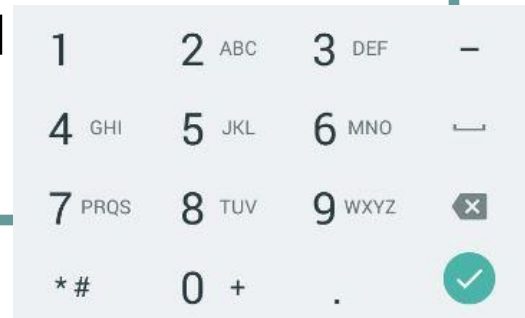 1 2 ABC 3 DEF -
4 GHI 5 JKL 6 MNO
7 PRQS 8 TUV 9 WXYZ
*# 0 + .